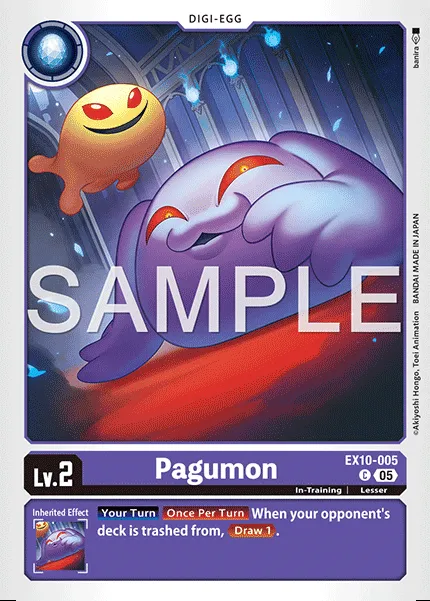 DIGI-EGG
banira
SAMPLE
©Akiyoshi Hongo, Toei Animation BANDAI MADE IN JAPAN
Lv.2
Pagumon
EX10-005
C 05
In-Training | Lesser
Inherited Effect
Your Turn Once Per Turn When your opponent's
deck is trashed from, Draw 1.